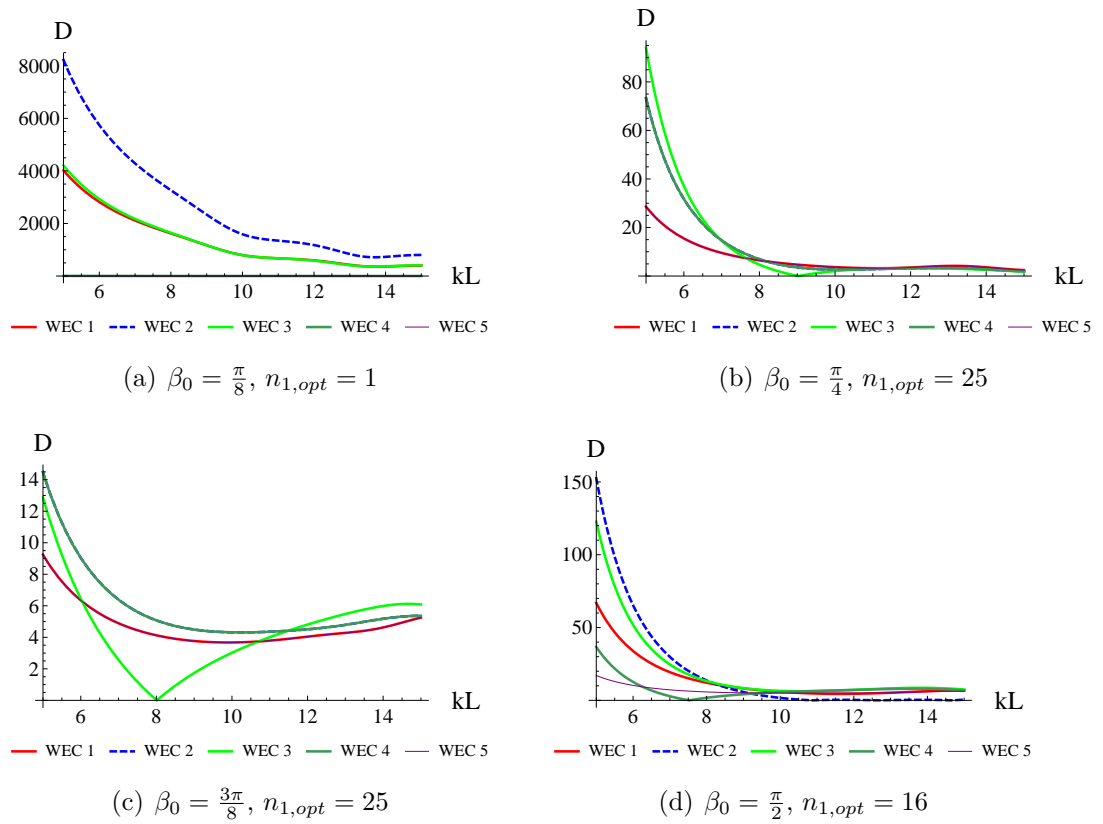 D
8000
6000
4000
2000
6 8 10 12 14 kL
WEC 1 WEC 2 WEC 3 WEC 4 WEC 5
(a) β₀ = π/8, n₁,ₒₚₜ = 1
D
80
60
40
20
6 8 10 12 14 kL
WEC 1 WEC 2 WEC 3 WEC 4 WEC 5
(b) β₀ = π/4, n₁,ₒₚₜ = 25
D
14
12
10
8
6
4
2
6 8 10 12 14 kL
WEC 1 WEC 2 WEC 3 WEC 4 WEC 5
(c) β₀ = 3π/8, n₁,ₒₚₜ = 25
D
150
100
50
6 8 10 12 14 kL
WEC 1 WEC 2 WEC 3 WEC 4 WEC 5
(d) β₀ = π/2, n₁,ₒₚₜ = 16